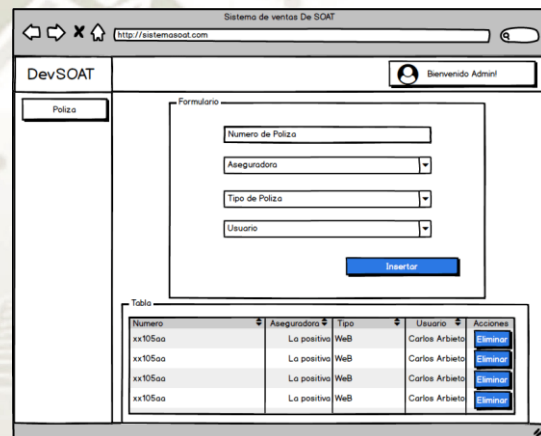 Sistema de ventas De SOAT
http://sistemasoat.com
DevSOAT
Bienvenido Admin!
Poliza
Formulario
Numero de Poliza
Aseguradora
Tipo de Poliza
Usuario
Insertar
Tabla
Numero Aseguradora Tipo Usuario Acciones
xx105aa La positiva WeB Carlos Arbieto Eliminar
xx105aa La positiva WeB Carlos Arbieto Eliminar
xx105aa La positiva WeB Carlos Arbieto Eliminar
xx105aa La positiva WeB Carlos Arbieto Eliminar